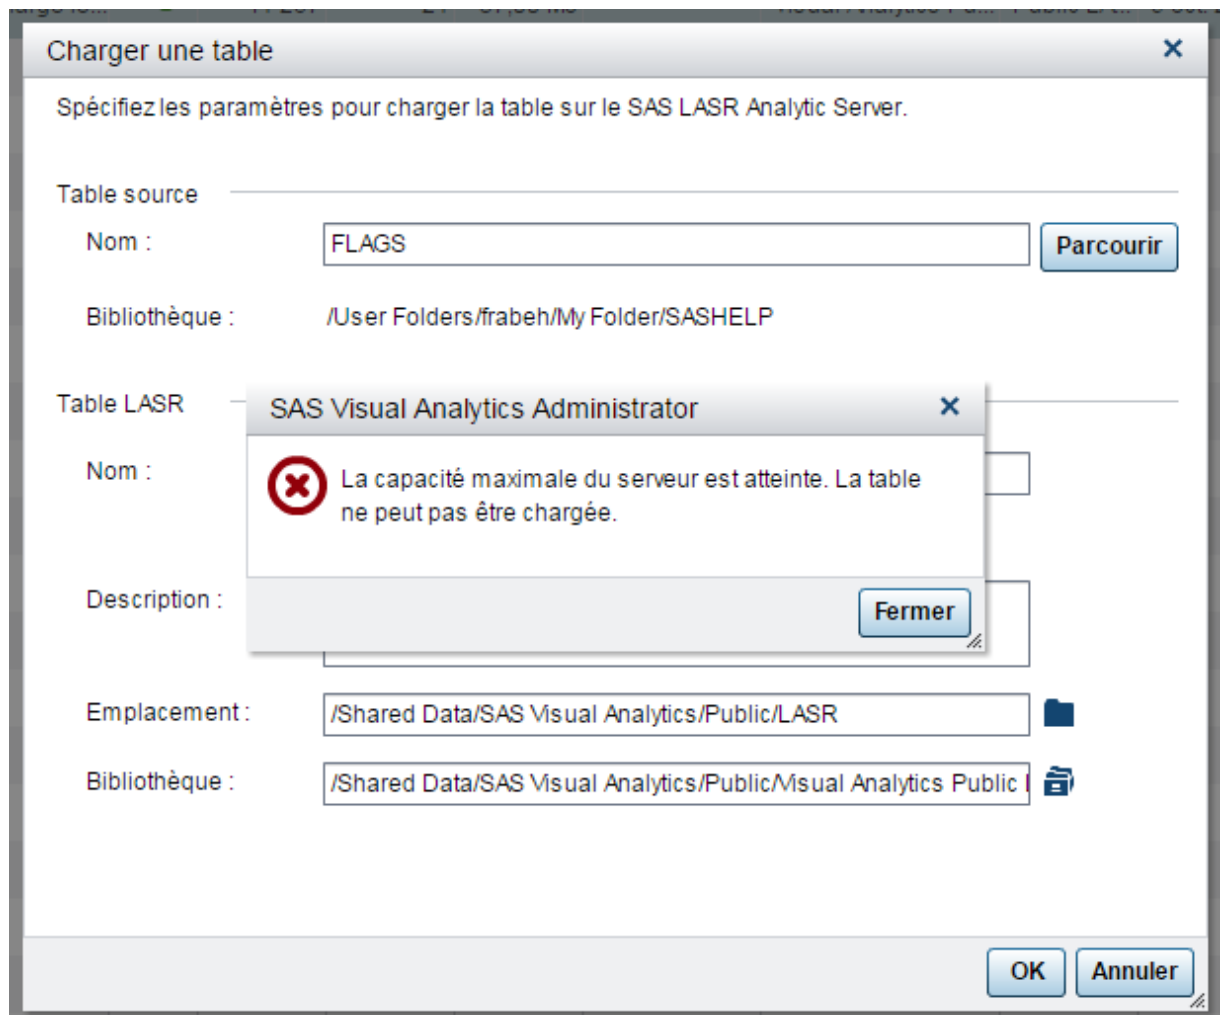 Charger une table
Spécifiez les paramètres pour charger la table sur le SAS LASR Analytic Server.
Table source
Nom :
FLAGS
Parcourir
Bibliothèque :
/User Folders/frabeh/My Folder/SASHELP
Table LASR
SAS Visual Analytics Administrator
Nom :
La capacité maximale du serveur est atteinte. La table
ne peut pas être chargée.
Description :
Fermer
Emplacement :
/Shared Data/SAS Visual Analytics/Public/LASR
Bibliothèque :
/Shared Data/SAS Visual Analytics/Public/Visual Analytics Public
OK
Annuler